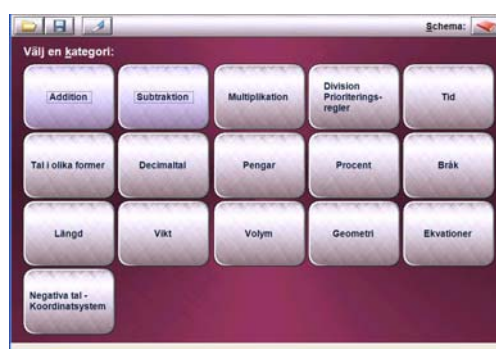 Schema:
Välj en kategori:
Addition
Subtraktion
Multiplikation
Division
Prioriterings-
regler
Tid
Tal i olika former
Decimaltal
Pengar
Procent
Bråk
Längd
Vikt
Volym
Geometri
Ekvationer
Negativa tal -
Koordinatsystem